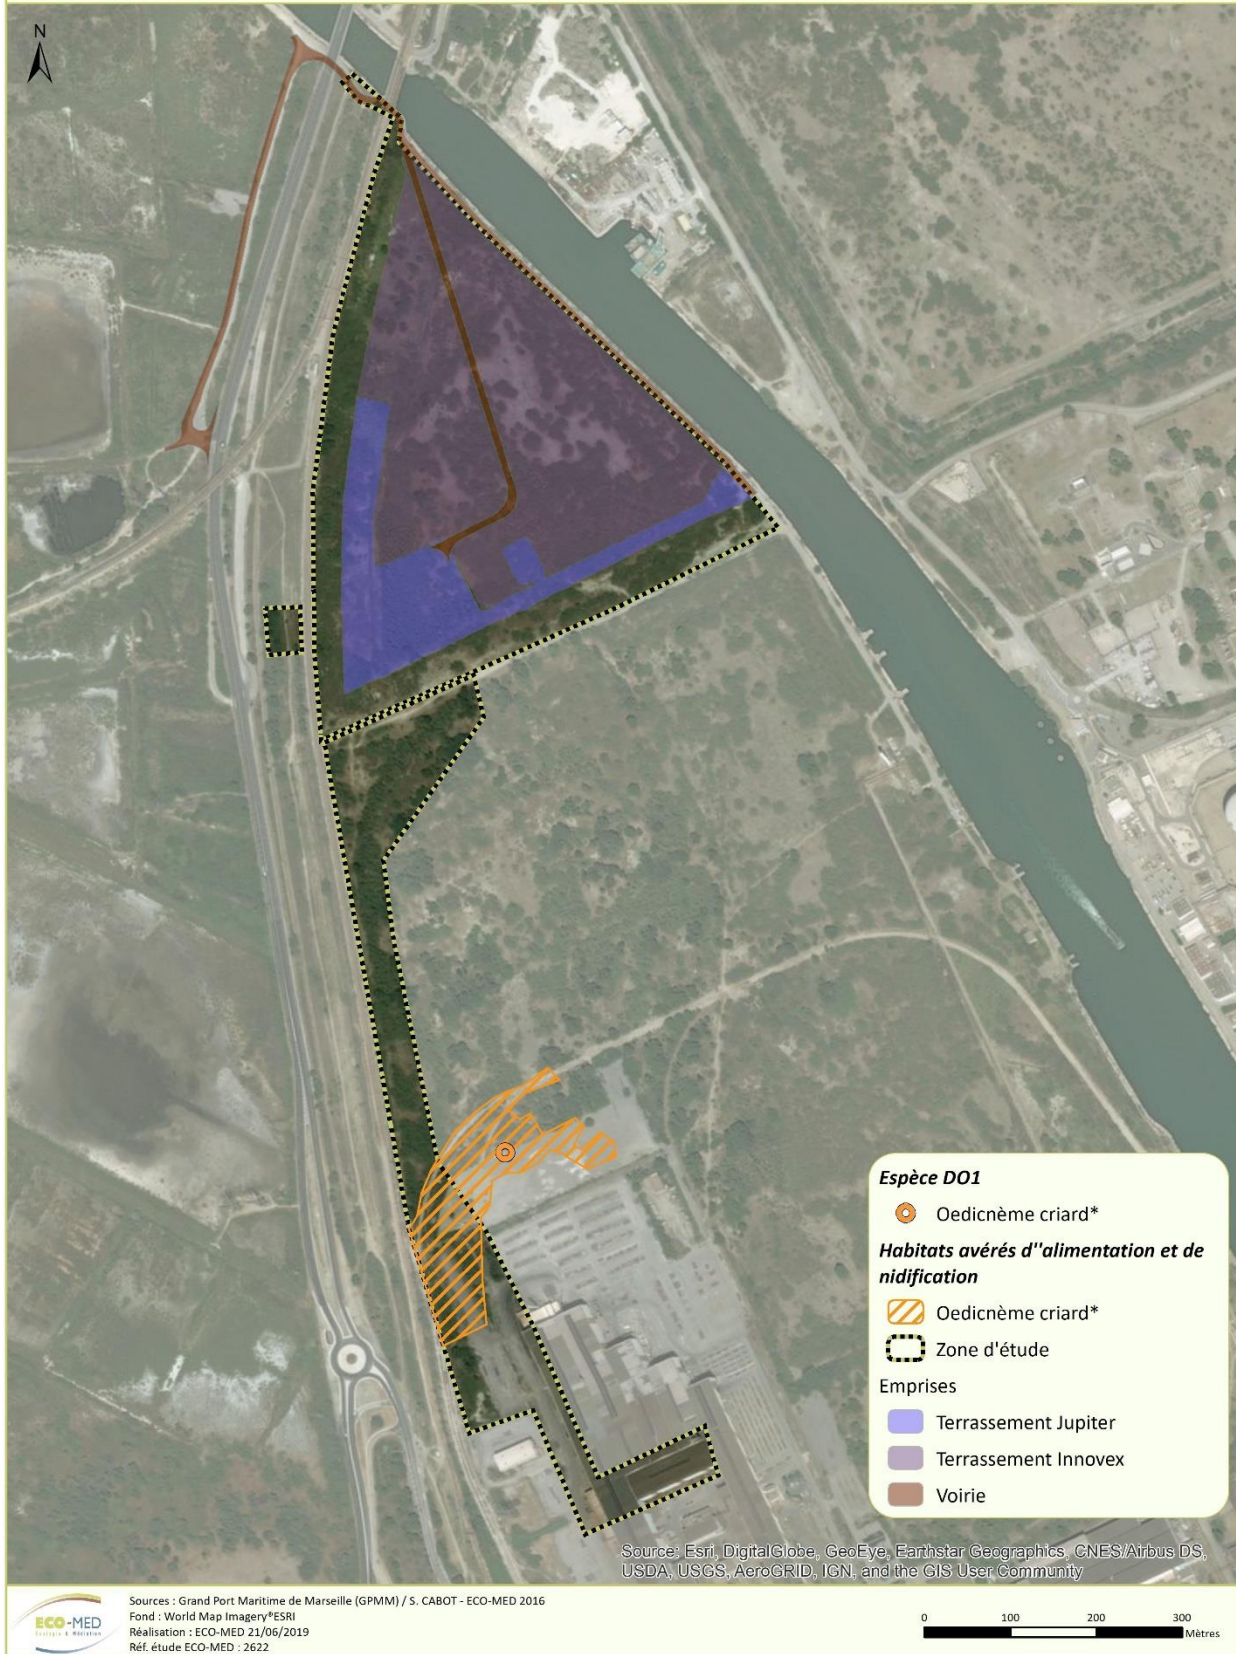 N
Espèce DO1
Oedicnème criard*
Habitats avérés d''alimentation et de
nidification
Oedicnème criard*
Zone d'étude
Emprises
Terrassement Jupiter
Terrassement Innovex
Voirie
Source: Esri, DigitalGlobe, GeoEye, Earthstar Geographics, CNES/Airbus DS,
USDA, USGS, AeroGRID, IGN, and the GIS User Community
ECO-MED
Ecologie & Médiation
Sources : Grand Port Maritime de Marseille (GPMM) / S. CABOT - ECO-MED 2016
Fond : World Map Imagery®ESRI
Réalisation : ECO-MED 21/06/2019
Réf. étude ECO-MED : 2622
0 100 200 300
Mètres